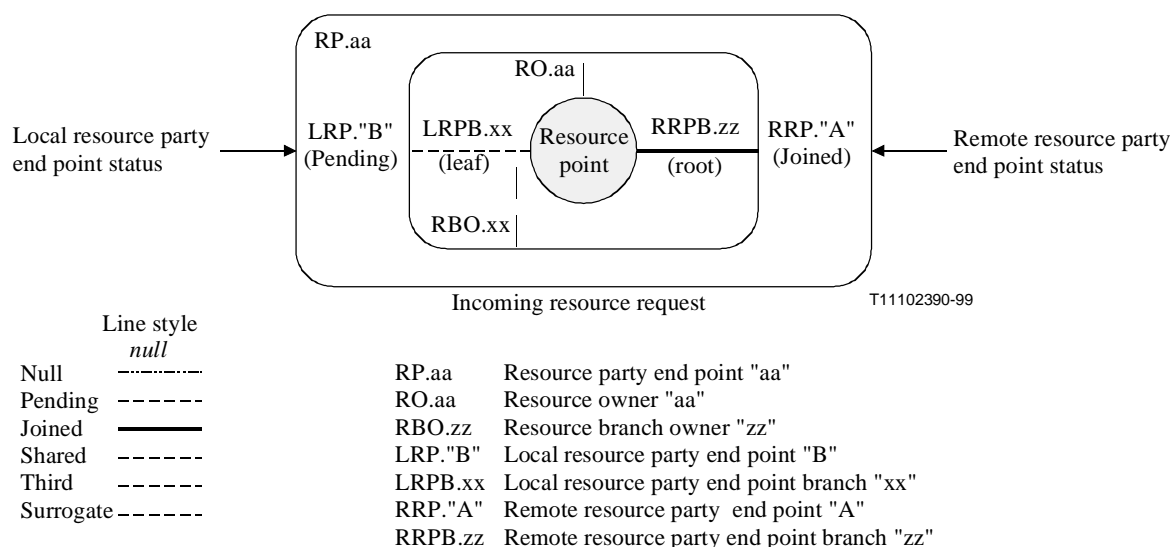 RP.aa
RO.aa
LRP."B"
(Pending)
LRPB.xx
(leaf)
Resource
point
RRPB.zz
(root)
RRP."A"
(Joined)
Local resource party
end point status
Remote resource party
end point status
RBO.xx
Incoming resource request
T11102390-99
Line style
null
Null
Pending
Joined
Shared
Third
Surrogate
RP.aa Resource party end point "aa"
RO.aa Resource owner "aa"
RBO.zz Resource branch owner "zz"
LRP."B" Local resource party end point "B"
LRPB.xx Local resource party end point branch "xx"
RRP."A" Remote resource party end point "A"
RRPB.zz Remote resource party end point branch "zz"